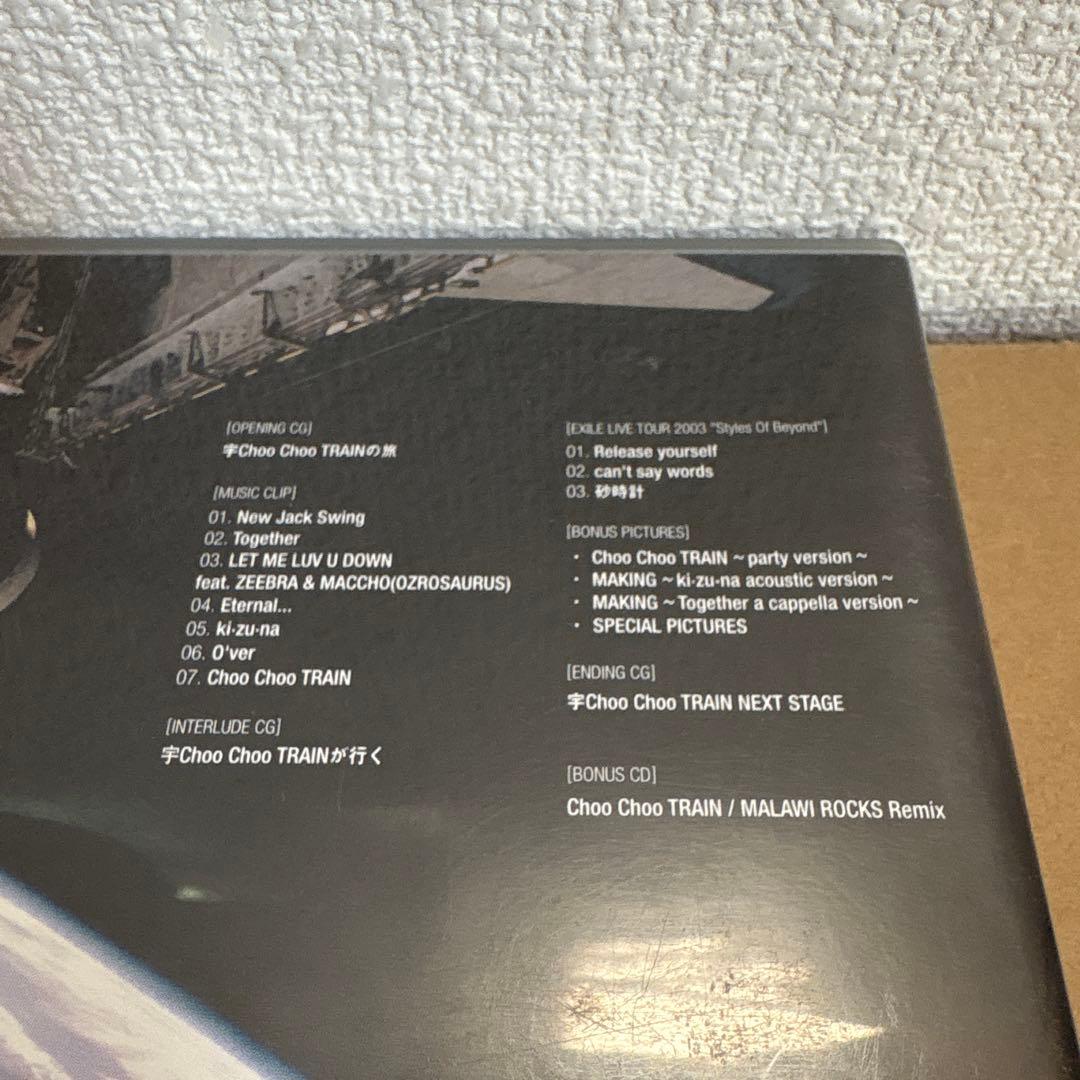 [OPENING CG]
宇Choo Choo TRAINの旅
[MUSIC CLIP]
01. New Jack Swing
02. Together
03. LET ME LUV U DOWN
feat. ZEEBRA & MACCHO(OZROSAURUS)
04. Eternal...
05. ki·zu·na
06. O'ver
07. Choo Choo TRAIN
[INTERLUDE CG]
宇Choo Choo TRAINが行く
[EXILE LIVE TOUR 2003 "Styles Of Beyond"]
01. Release yourself
02. can't say words
03. 砂時計
[BONUS PICTURES]
・ Choo Choo TRAIN ~party version~
・ MAKING ~ki-zu-na acoustic version~
・ MAKING ~Together a cappella version~
・ SPECIAL PICTURES
[ENDING CG]
宇Choo Choo TRAIN NEXT STAGE
[BONUS CD]
Choo Choo TRAIN / MALAWI ROCKS Remix